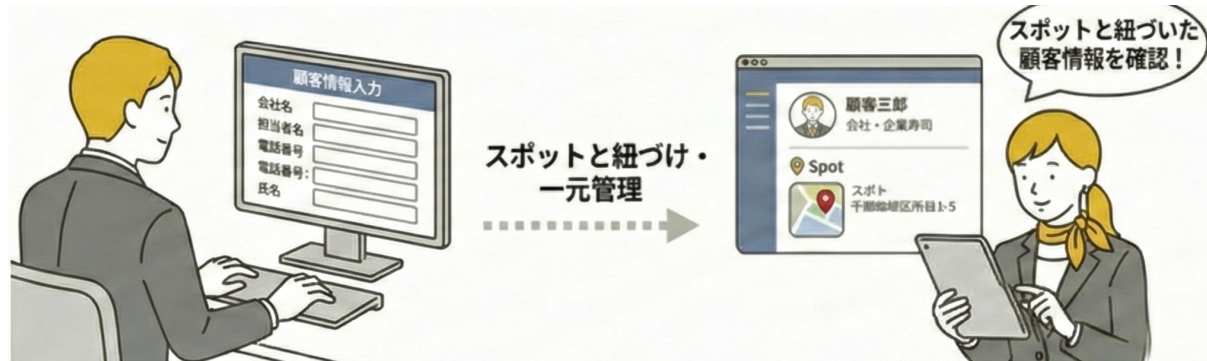 顧客情報入力
会社名
担当者名
電話番号
電話番号:
氏名
スポットと紐づけ・
一元管理
顧客三郎
会社・企業寿司
Spot
スポト
スポットと紐づいた
顧客情報を確認!